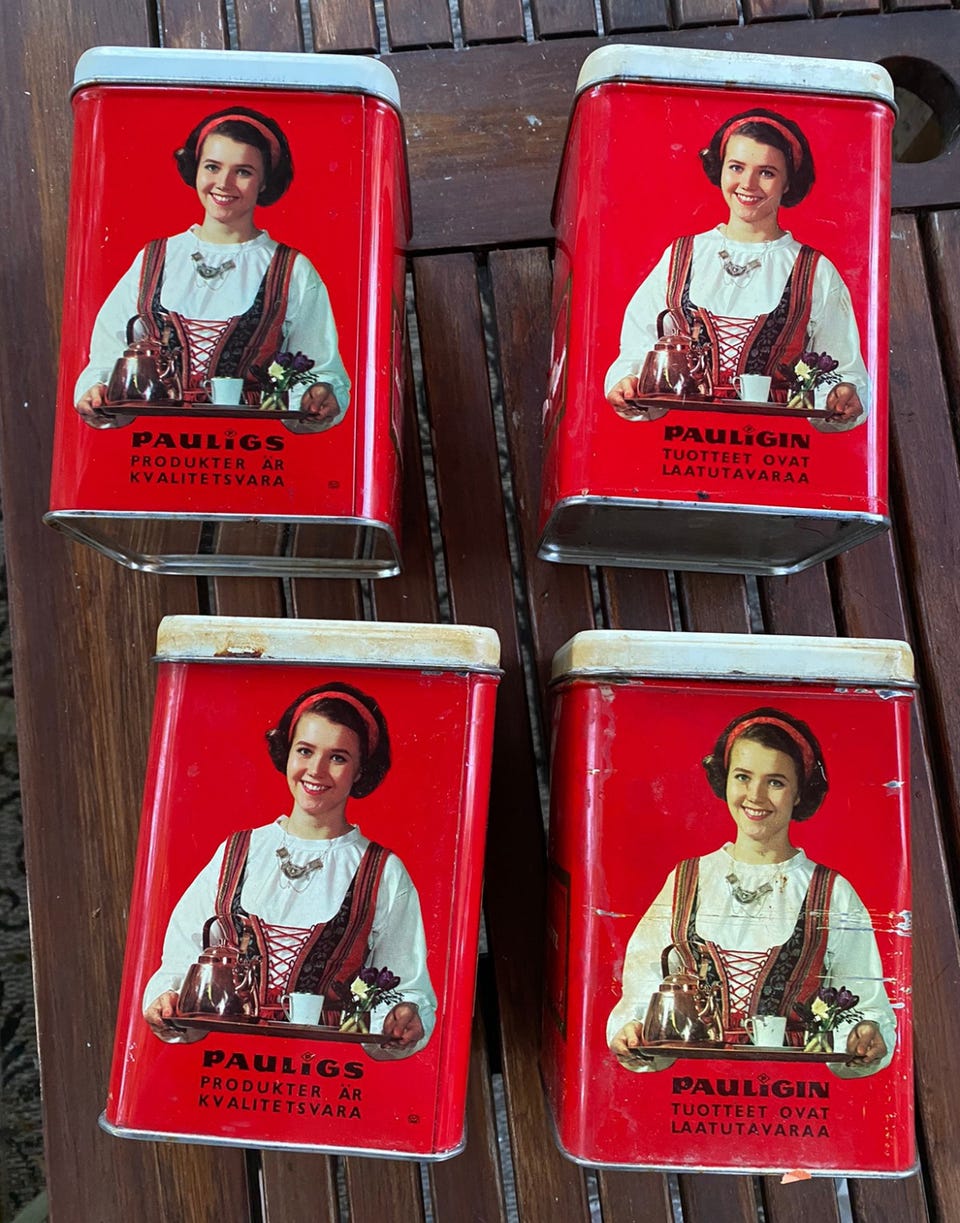 PAULiGS
PRODUKTER ÄR
KVALITETSVARA
PAULiGIN
TUOTTEET OVAT
LAATUTAVARAA
PAULiGS
PRODUKTER ÄR
KVALITETSVARA
PAULiGIN
TUOTTEET OVAT
LAATUTAVARAA